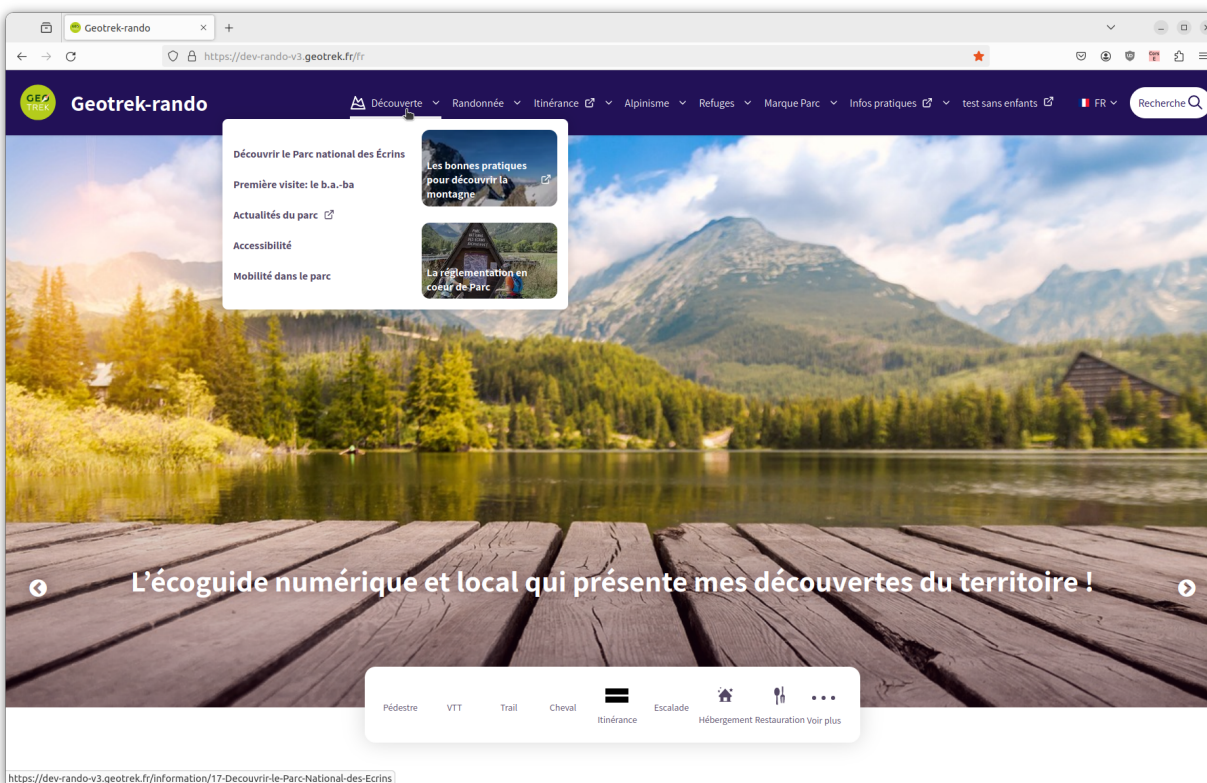 Geotrek-rando
https://dev-rando-v3.geotrek.fr/fr
GEO
TREK
Geotrek-rando
Découverte
Randonnée
Itinérance
Alpinisme
Refuges
Marque Parc
Infos pratiques
test sans enfants
FR
Recherche
Découvrir le Parc national des Écrins
Première visite: le b.a.-ba
Actualités du parc
Accessibilité
Mobilité dans le parc
Les bonnes pratiques
pour découvrir la
montagne
La réglementation en
coeur de Parc
L’écoguide numérique et local qui présente mes découvertes du territoire !
Pédestre
VTT
Trail
Cheval
Itinérance
Escalade
Hébergement
Restauration
Voir plus
https://dev-rando-v3.geotrek.fr/information/17-Decouvrir-le-Parc-National-des-Ecrins